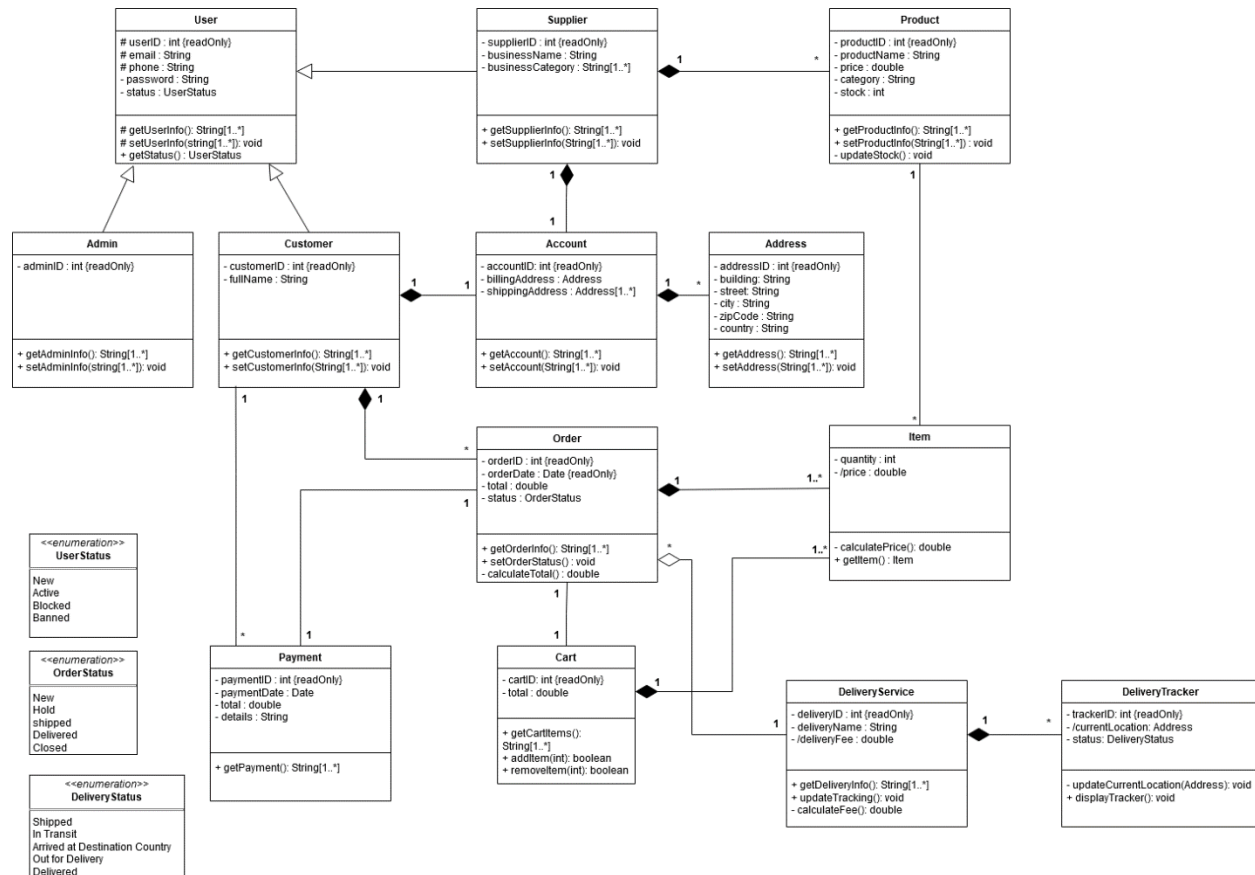 User
# userID : int {readOnly}
# email : String
# phone : String
- password : String
- status : UserStatus
# getUserInfo(): String[1..*]
# setUserInfo(string[1..*]): void
+ getStatus() : UserStatus
Supplier
- supplierID : int {readOnly}
- businessName : String
- businessCategory : String[1..*]
+ getSupplierInfo(): String[1..*]
+ setSupplierInfo(String[1..*]): void
1
*
Product
- productID : int {readOnly}
- productName : String
- price : double
- category : String
- stock : int
+ getProductInfo(): String[1..*]
+ setProductInfo(String[1..*]) : void
- updateStock() : void
1
1
1
Admin
- adminID : int {readOnly}
+ getAdminInfo(): String[1..*]
+ setAdminInfo(string[1..*]): void
Customer
- customerID : int {readOnly}
- fullName : String
+ getCustomerInfo(): String[1..*]
+ setCustomerInfo(String[1..*]): void
1
1
Account
- accountID: int {readOnly}
- billingAddress : Address
- shippingAddress : Address[1..*]
+ getAccount(): String[1..*]
+ setAccount(String[1..*]): void
1
*
Address
- addressID : int {readOnly}
- building: String
- street: String
- city : String
- zipCode : String
- country : String
+ getAddress(): String[1..*]
+ setAddress(String[1..*]): void
1
1
*
*
Order
- orderID : int {readOnly}
- orderDate : Date {readOnly}
- total : double
- status : OrderStatus
+ getOrderInfo(): String[1..*]
+ setOrderStatus(): void
- calculateTotal() : double
1
1..*
1
*
1..*
Item
- quantity : int
- /price : double
- calculatePrice(): double
+ getItem() : Item
<<enumeration>>
UserStatus
New
Active
Blocked
Banned
1
*
1
1
<<enumeration>>
OrderStatus
New
Hold
shipped
Delivered
Closed
Payment
- paymentID : int {readOnly}
- paymentDate : Date
- total : double
- details : String
+ getPayment(): String[1..*]
Cart
- cartID: int {readOnly}
- total : double
+ getCartItems():
String[1..*]
+ addItem(int): boolean
+ removeItem(int): boolean
1
1
DeliveryService
- deliveryID : int {readOnly}
- deliveryName : String
- /deliveryFee : double
+ getDeliveryInfo(): String[1..*]
+ updateTracking(): void
- calculateFee(): double
1
*
DeliveryTracker
- trackerID: int {readOnly}
- /currentLocation: Address
- status: DeliveryStatus
- updateCurrentLocation(Address): void
+ displayTracker(): void
<<enumeration>>
DeliveryStatus
Shipped
In Transit
Arrived at Destination Country
Out for Delivery
Delivered